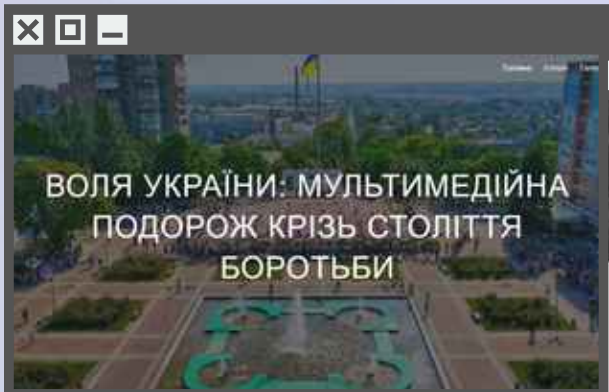 ВОЛЯ УКРАЇНИ: МУЛЬТИМЕДІЙНА
ПОДОРОЖ КРІЗЬ СТОЛІТТЯ
БОРОТЬБИ